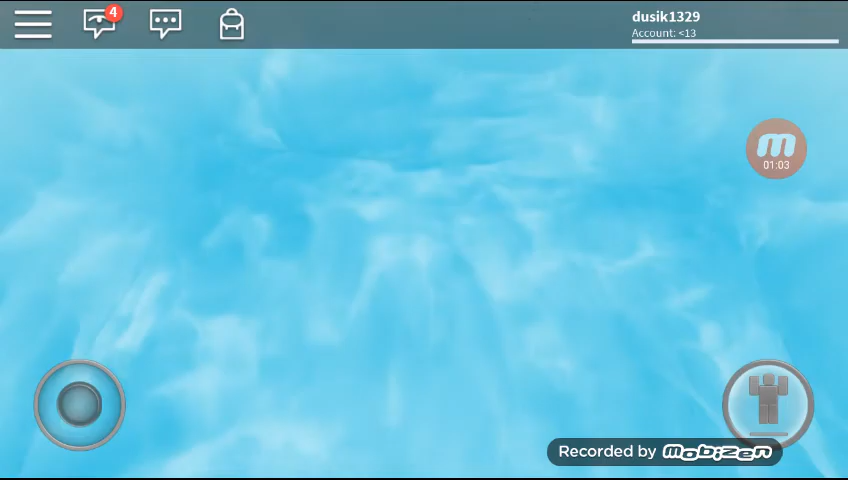 4
dusik1329
Account: <13
m
01:03
Recorded by mobizen